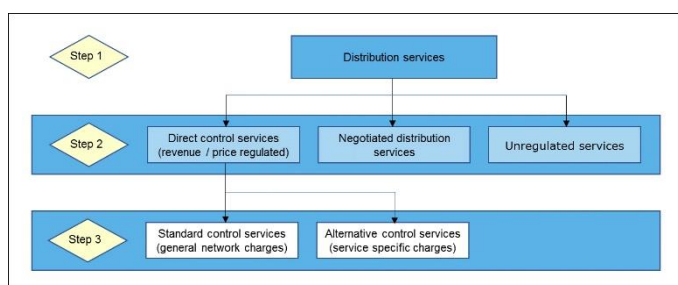 Step 1
Distribution services
Step 2
Direct control services
(revenue / price regulated)
Negotiated distribution
services
Unregulated services
Step 3
Standard control services
(general network charges)
Alternative control services
(service specific charges)